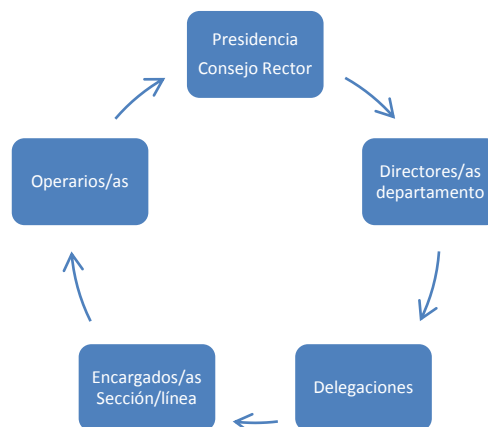 Presidencia
Consejo Rector
Directores/as
departamento
Delegaciones
Encargados/as
Sección/línea
Operarios/as